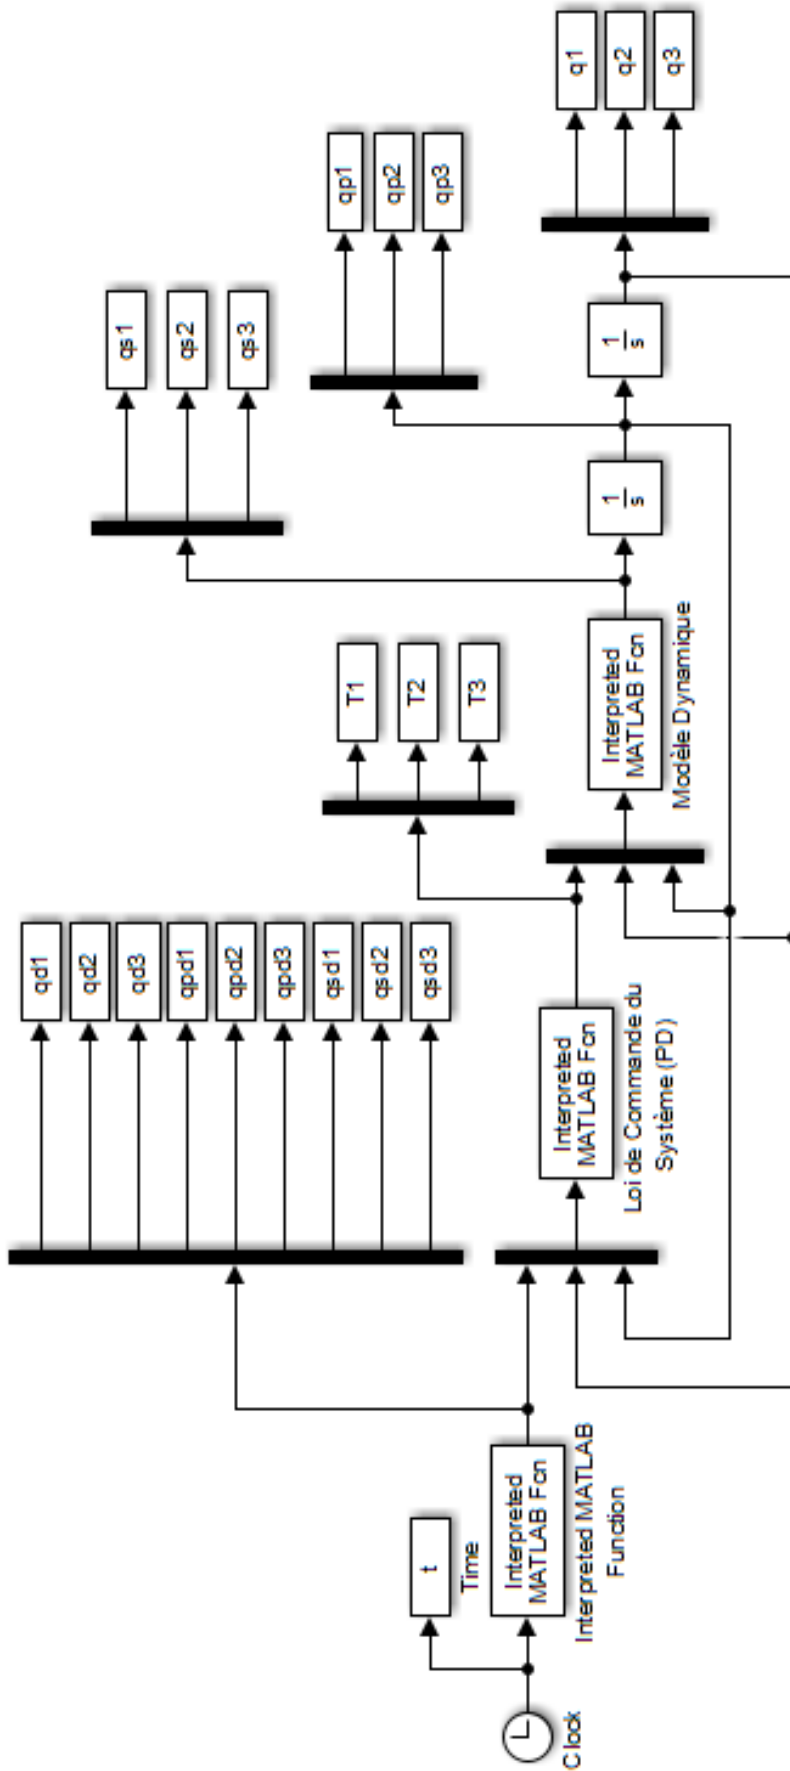 Clock
t
Time
Interpreted
MATLAB Fcn
Interpreted MATLAB
Function
qd1
qd2
qd3
qpd1
qpd2
qpd3
qsd1
qsd2
qsd3
Interpreted
MATLAB Fcn
Loi de Commande du
Système (PD)
T1
T2
T3
Interpreted
MATLAB Fcn
Modèle Dynamique
qs1
qs2
qs3
1
s
qp1
qp2
qp3
1
s
q1
q2
q3